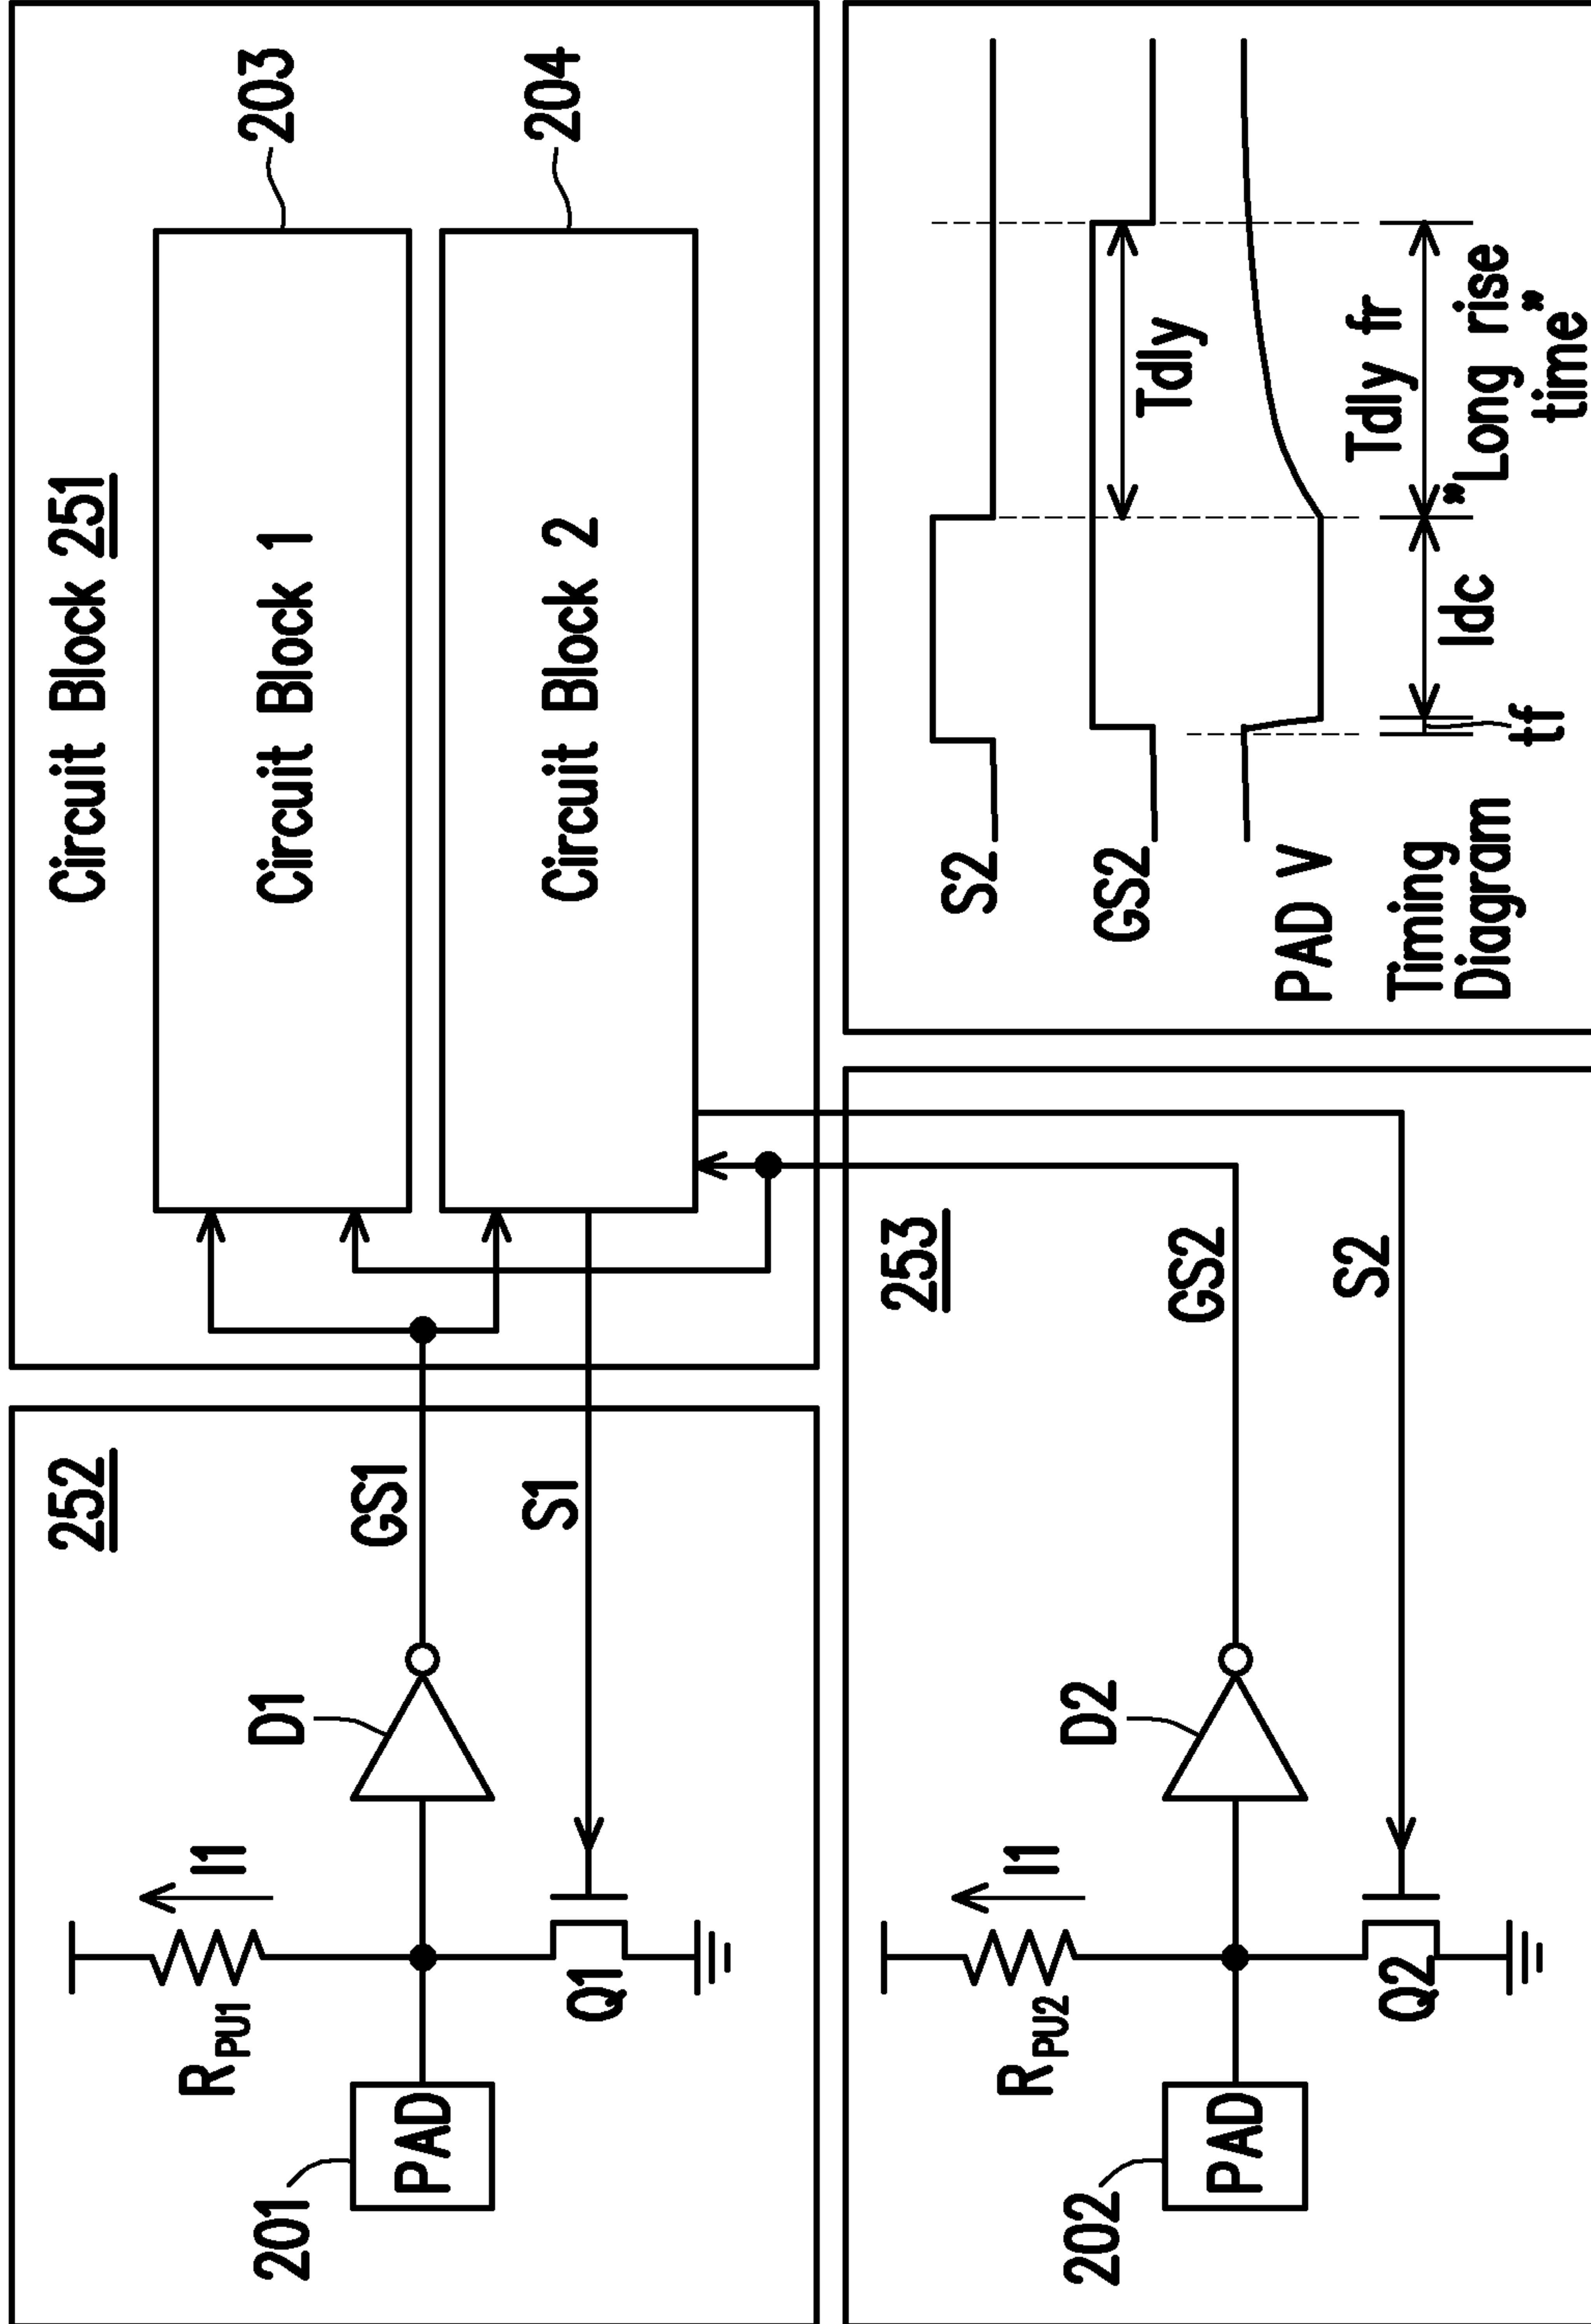 252
201
PAD
R PU1
I1
D1
GS1
S1
Q1
Circuit Block 251
Circuit Block 1
203
Circuit Block 2
204
253
202
PAD
R PU2
I1
D2
GS2
S2
Q2
S2
GS2
Tdly
PAD V
Tdly fr
Timing
Diagram
tf
Idc
"Long rise
time"